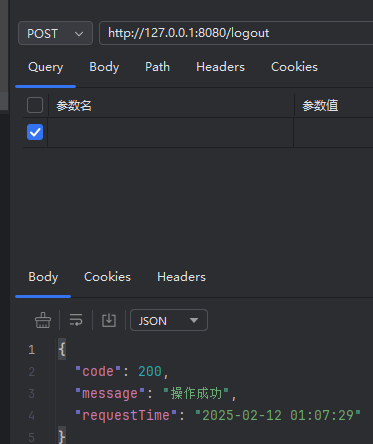 POST http://127.0.0.1:8080/logout
Query Body Path Headers Cookies
参数名 参数值
Body Cookies Headers
JSON
1 {
2 "code": 200,
3 "message": "操作成功",
4 "requestTime": "2025-02-12 01:07:29"
5 }